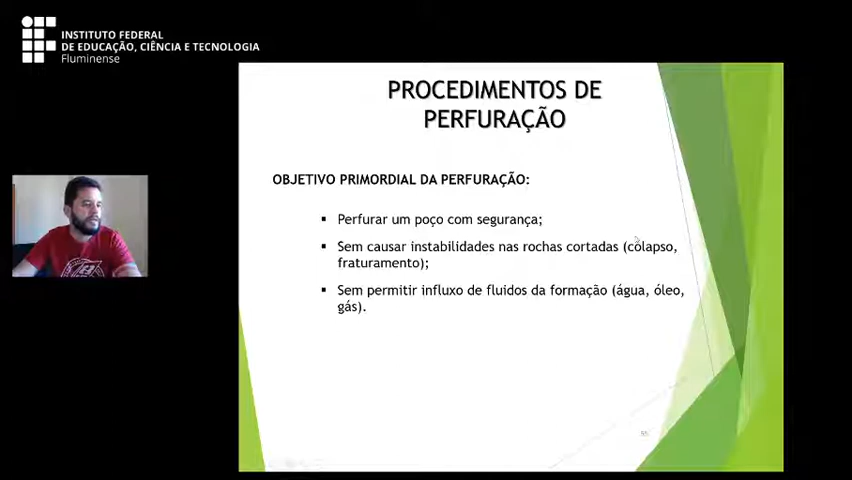 INSTITUTO FEDERAL
DE EDUCAÇÃO, CIÊNCIA E TECNOLOGIA
Fluminense
PROCEDIMENTOS DE
PERFURAÇÃO
OBJETIVO PRIMORDIAL DA PERFURAÇÃO:
▪ Perfurar um poço com segurança;
▪ Sem causar instabilidades nas rochas cortadas (colapso,
fraturamento);
▪ Sem permitir influxo de fluidos da formação (água, óleo,
gás).